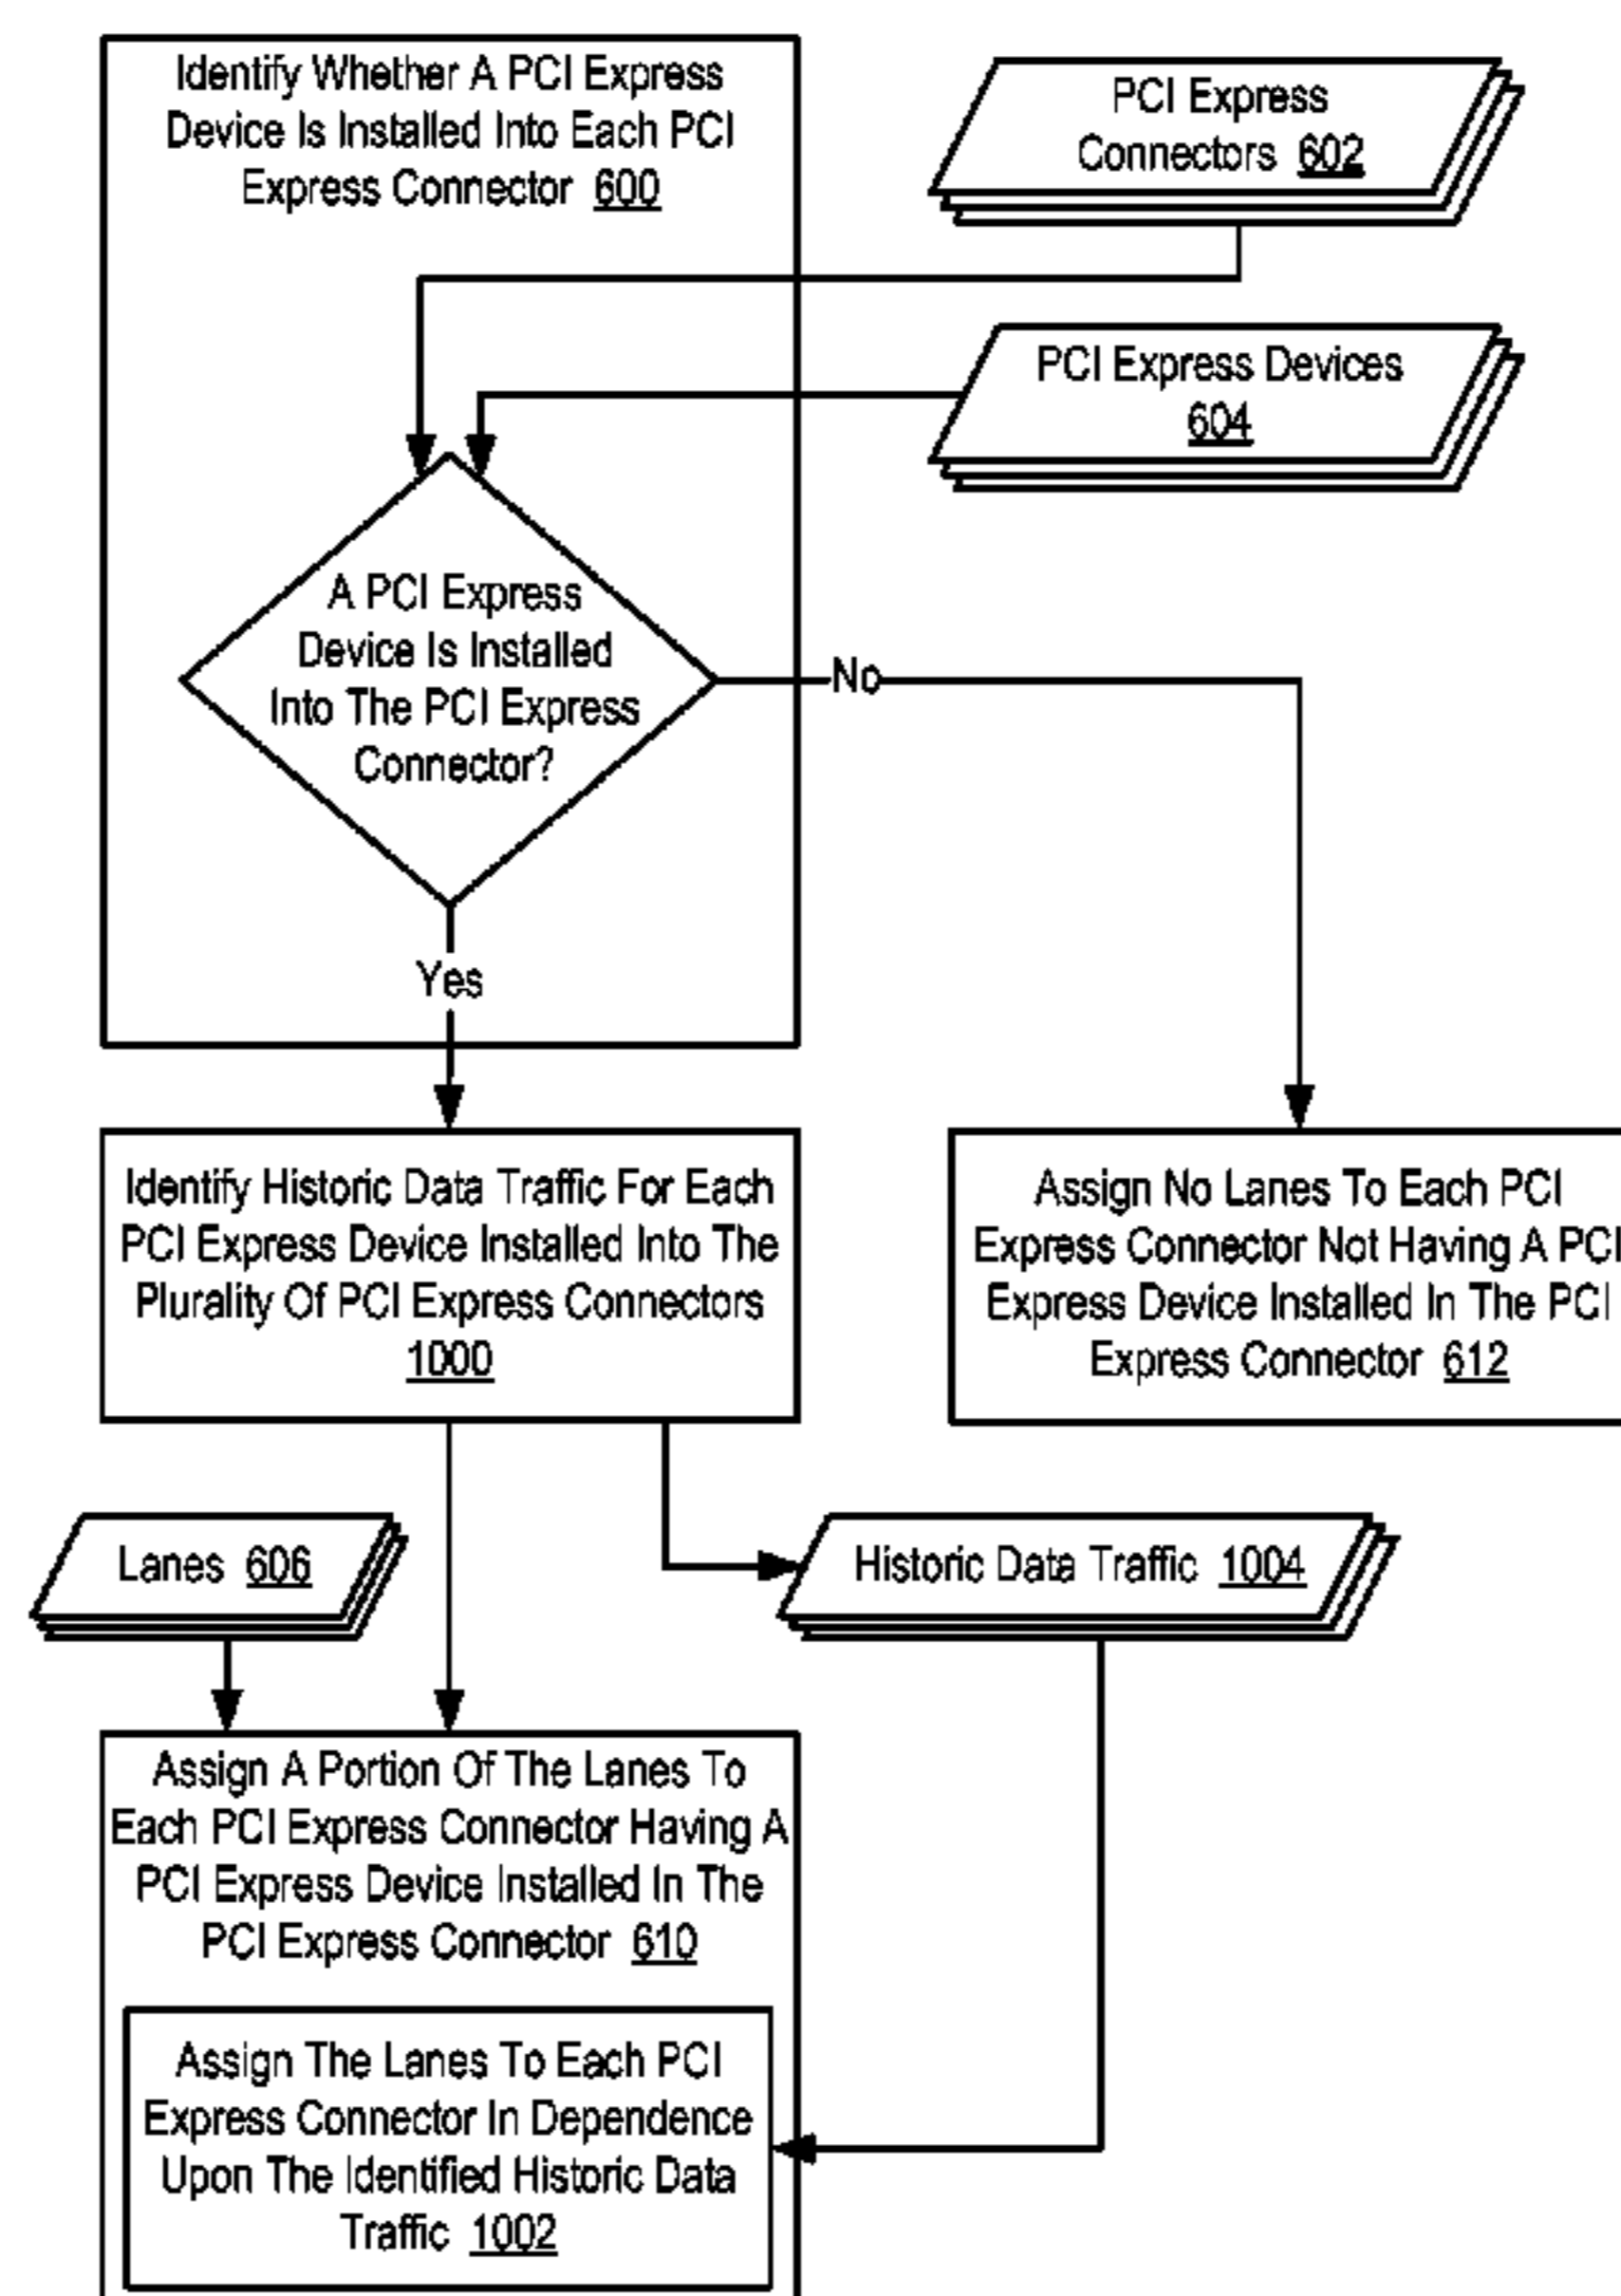 Identify Whether A PCI Express
Device Is Installed Into Each PCI
Express Connector 600
PCI Express
Connectors 602
PCI Express Devices
604
A PCI Express
Device Is Installed
Into The PCI Express
Connector?
No
Yes
Identify Historic Data Traffic For Each
PCI Express Device Installed Into The
Plurality Of PCI Express Connectors
1000
Assign No Lanes To Each PCI
Express Connector Not Having A PCI
Express Device Installed In The PCI
Express Connector 612
Lanes 606
Historic Data Traffic 1004
Assign A Portion Of The Lanes To
Each PCI Express Connector Having A
PCI Express Device Installed In The
PCI Express Connector 610
Assign The Lanes To Each PCI
Express Connector In Dependence
Upon The Identified Historic Data
Traffic 1002